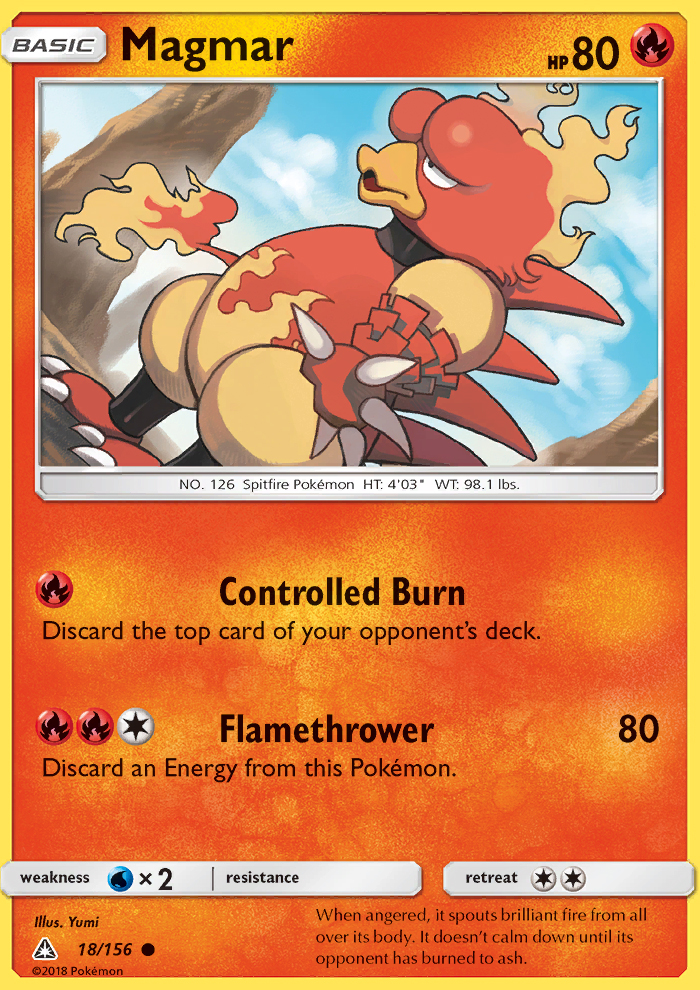 BASIC Magmar HP 80
NO. 126 Spitfire Pokémon HT: 4'03" WT: 98.1 lbs.
Controlled Burn
Discard the top card of your opponent's deck.
Flamethrower 80
Discard an Energy from this Pokémon.
weakness × 2 resistance retreat
Illus. Yumi
18/156
©2018 Pokémon
When angered, it spouts brilliant fire from all
over its body. It doesn't calm down until its
opponent has burned to ash.